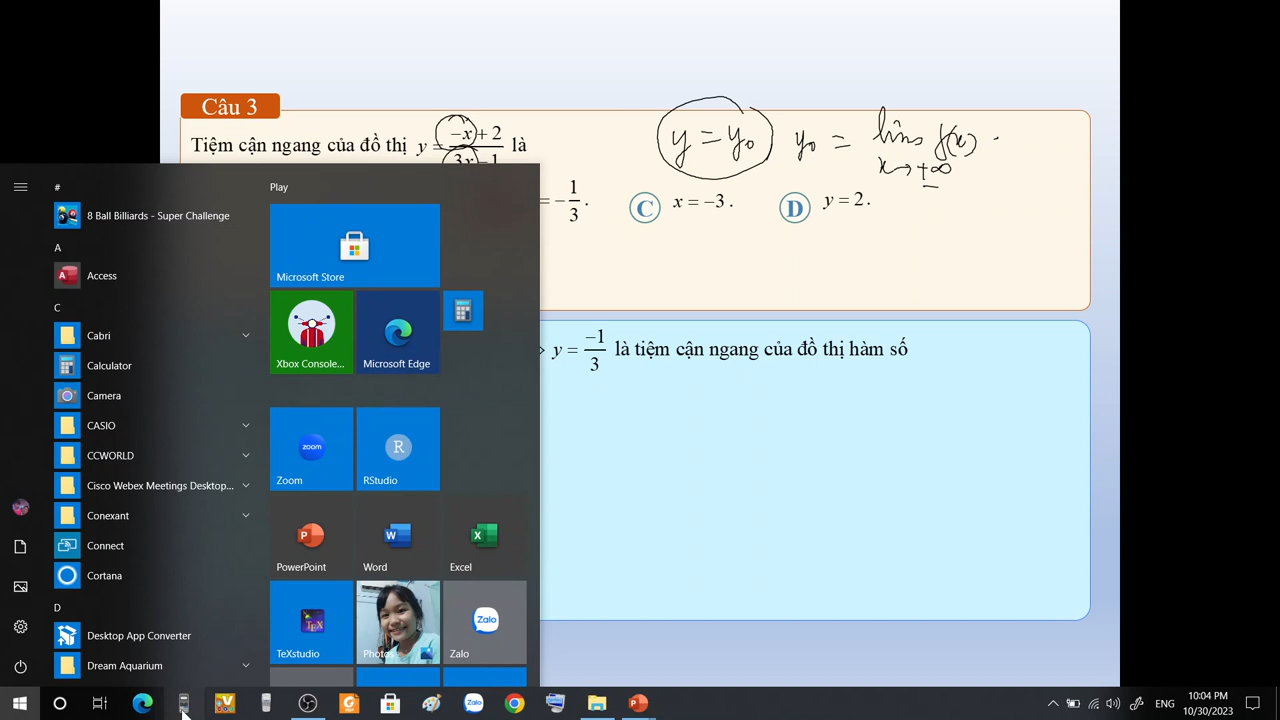 Câu 3
Tiệm cận ngang của đồ thị y = -x + 2 / 3x - 1 là
y = y₀ y₀ = lim f(x)
x → +∞
= -1/3.
C x = -3.
D y = 2.
y = -1/3 là tiệm cận ngang của đồ thị hàm số
#
8 Ball Billiards - Super Challenge
A
Access
C
Cabri
Calculator
Camera
CASIO
CCWORLD
Cisco Webex Meetings Desktop...
Conexant
Connect
Cortana
D
Desktop App Converter
Dream Aquarium
Play
Microsoft Store
Xbox Console...
Microsoft Edge
Zoom
zoom
RStudio
R
PowerPoint
Word
Excel
TeXstudio
TEX
Photos
Zalo
Zalo
ENG
10:04 PM
10/30/2023